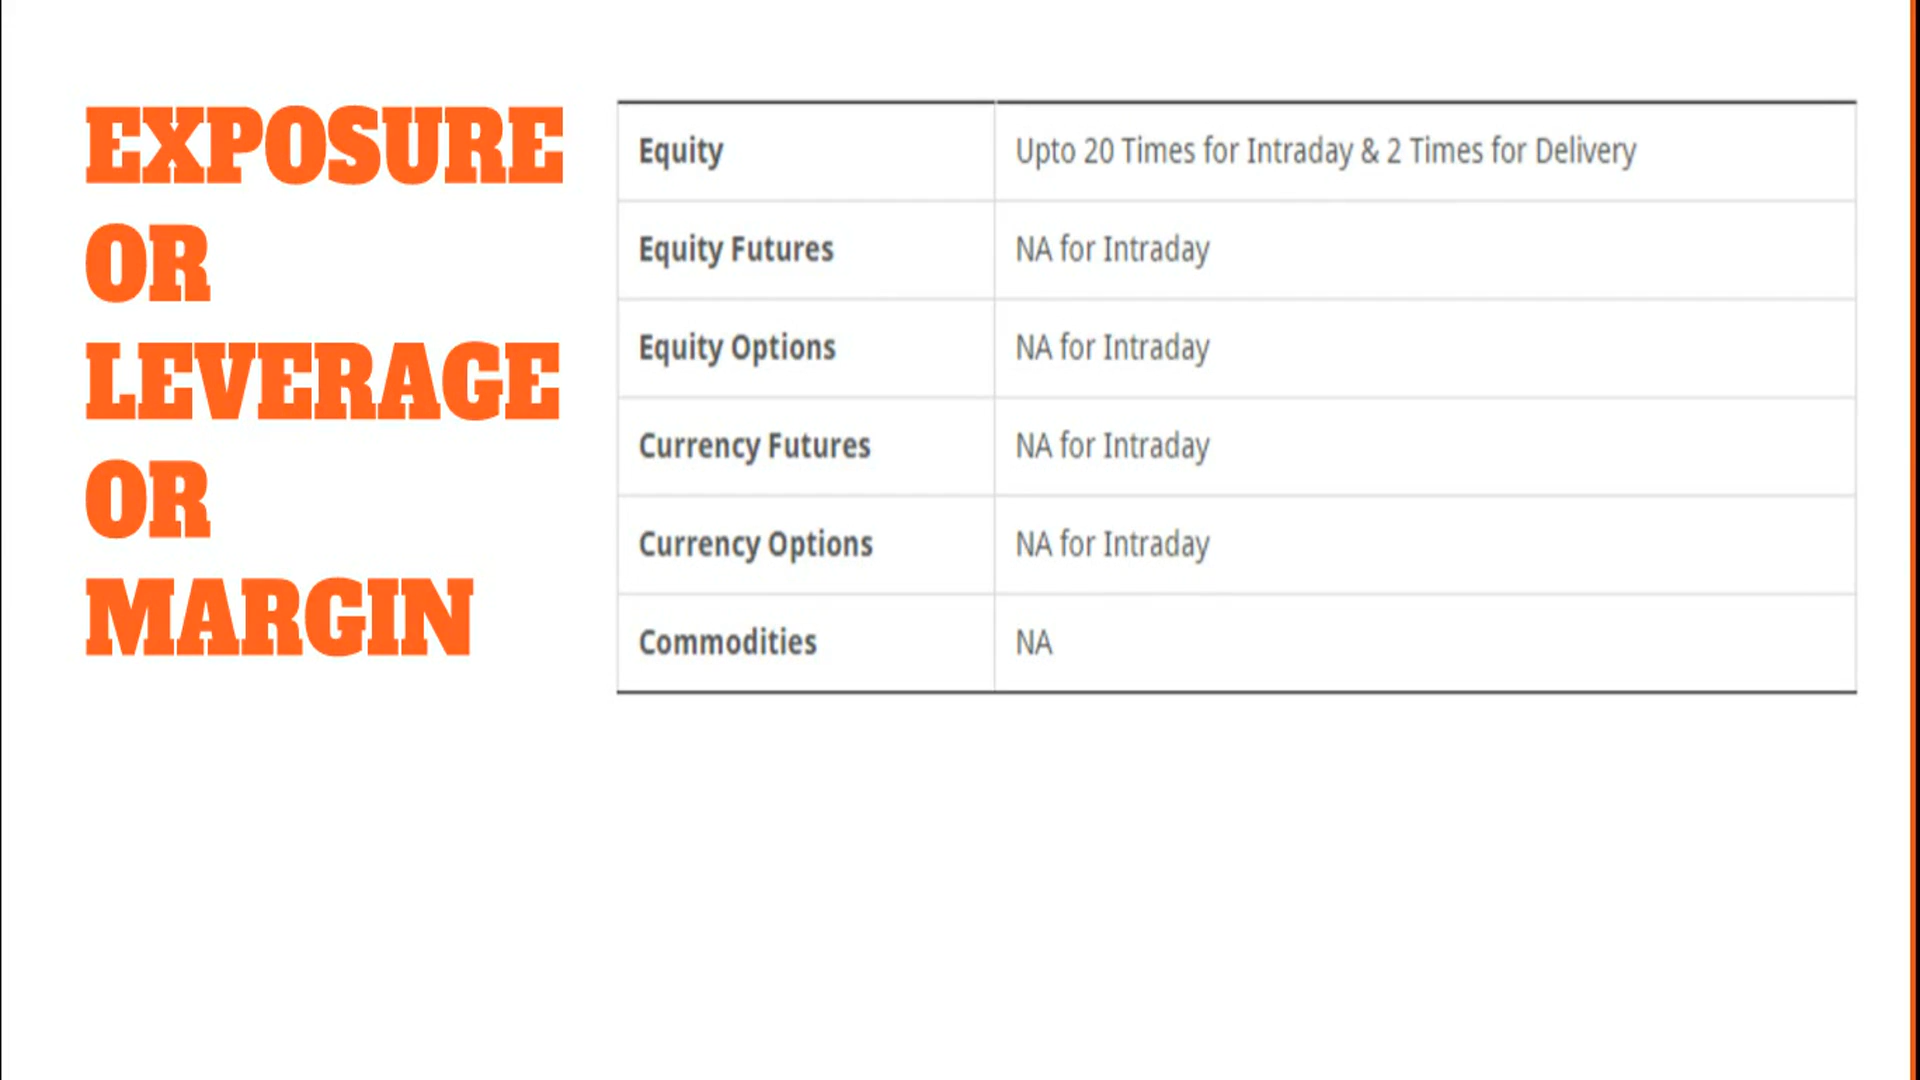 EXPOSURE
OR
LEVERAGE
OR
MARGIN
Equity Upto 20 Times for Intraday & 2 Times for Delivery
Equity Futures NA for Intraday
Equity Options NA for Intraday
Currency Futures NA for Intraday
Currency Options NA for Intraday
Commodities NA